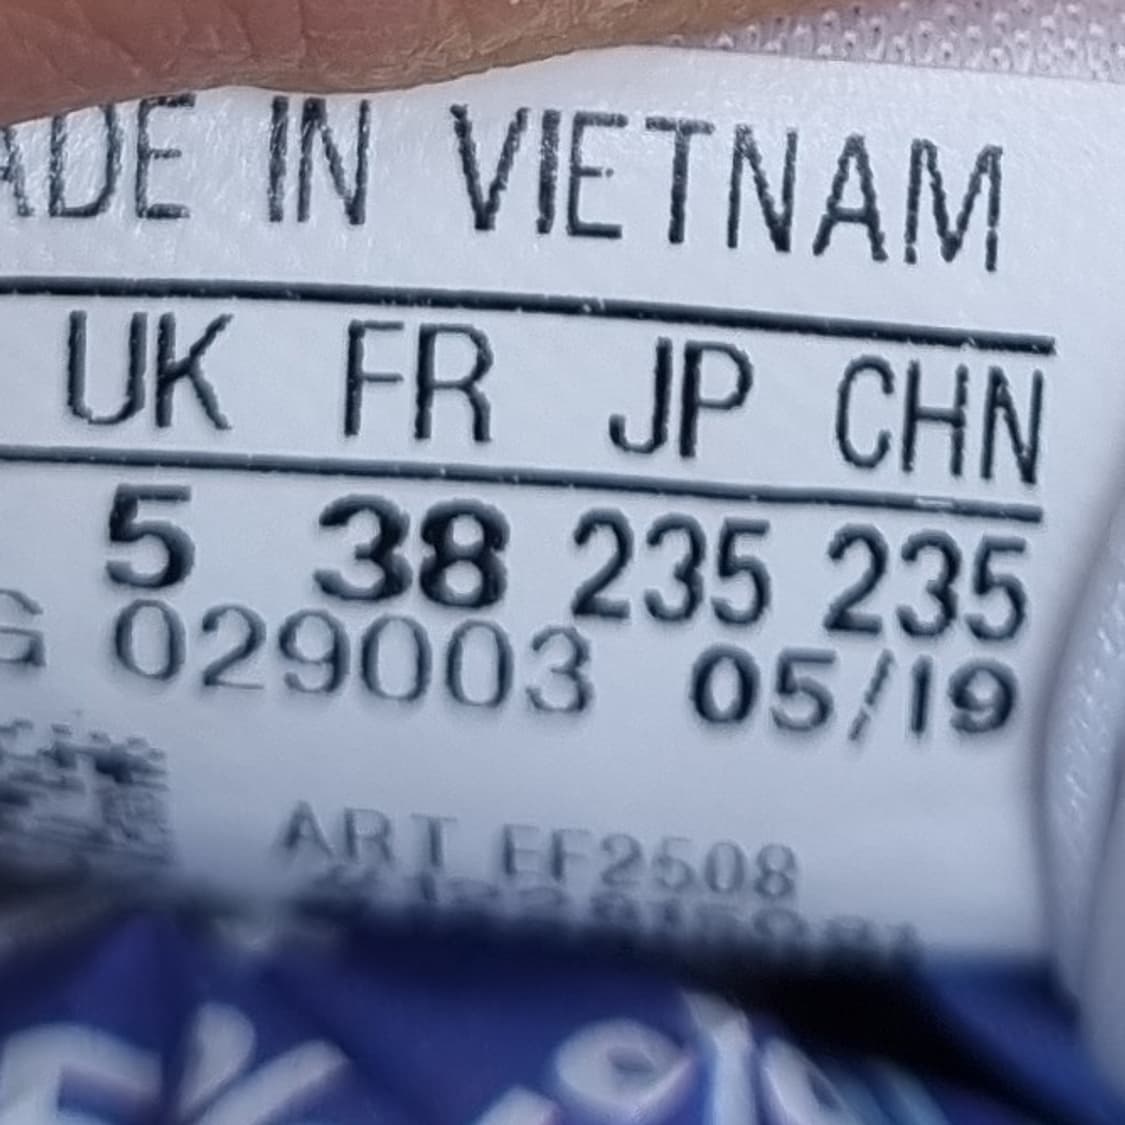 ADE IN VIETNAM
UK FR JP CHN
5 38 235 235
G 029003 05/19
ART EF2508